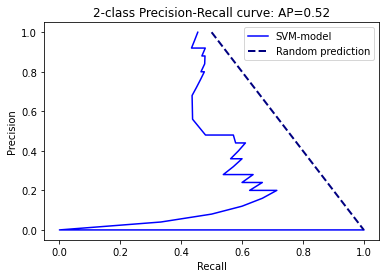 2-class Precision-Recall curve: AP=0.52
SVM-model
Random prediction
Precision
1.0
0.8
0.6
0.4
0.2
0.0
0.0 0.2 0.4 0.6 0.8 1.0
Recall